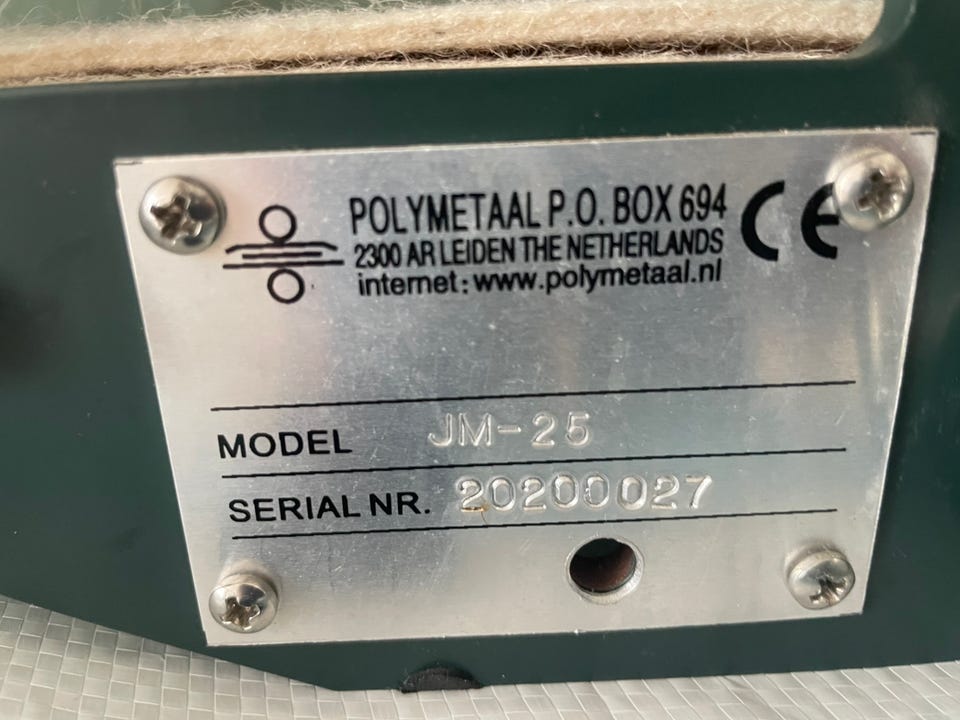 POLYMETAAL P.O. BOX 694
2300 AR LEIDEN THE NETHERLANDS
internet: www.polymetaal.nl
CE
MODEL JM-25
SERIAL NR. 20200027